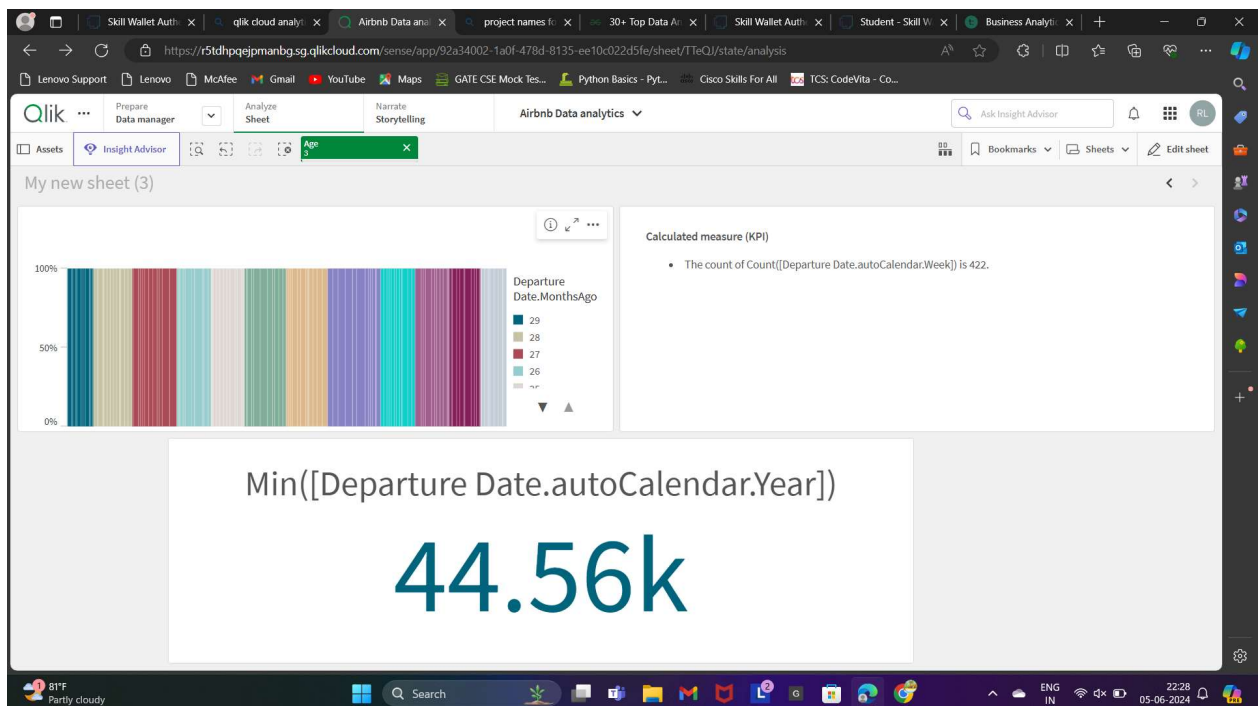 Skill Wallet Auth
qlik cloud analyt
Airbnb Data anal
project names fo
30+ Top Data An
Skill Wallet Auth
Student - Skill W
Business Analytic
https://r5tdhpqejpmanbg.sg.qlikcloud.com/sense/app/92a34002-1a0f-478d-8135-ee10c022d5fe/sheet/TTeQJ/state/analysis
Lenovo Support Lenovo McAfee Gmail YouTube Maps GATE CSE Mock Tes... Python Basics - Pyt... Cisco Skills For All TCS: CodeVita - Co...
Qlik
Prepare
Data manager
Analyze
Sheet
Narrate
Storytelling
Airbnb Data analytics
Ask Insight Advisor
RL
Assets
Insight Advisor
Age
3
Bookmarks
Sheets
Edit sheet
My new sheet (3)
100%
50%
0%
Departure
Date.MonthsAgo
29
28
27
26
Calculated measure (KPI)
• The count of Count([Departure Date.autoCalendar.Week]) is 422.
Min([Departure Date.autoCalendar.Year])
44.56k
81°F
Partly cloudy
Search
ENG
IN
22:28
05-06-2024